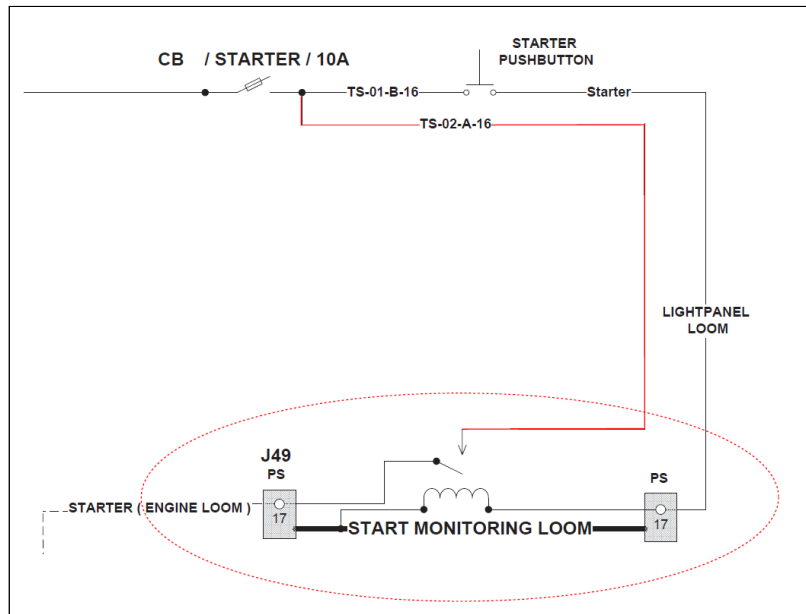 STARTER
PUSHBUTTON
CB / STARTER / 10A
TS-01-B-16
Starter
TS-02-A-16
LIGHTPANEL
LOOM
J49
PS
PS
STARTER ( ENGINE LOOM )
17
17
START MONITORING LOOM